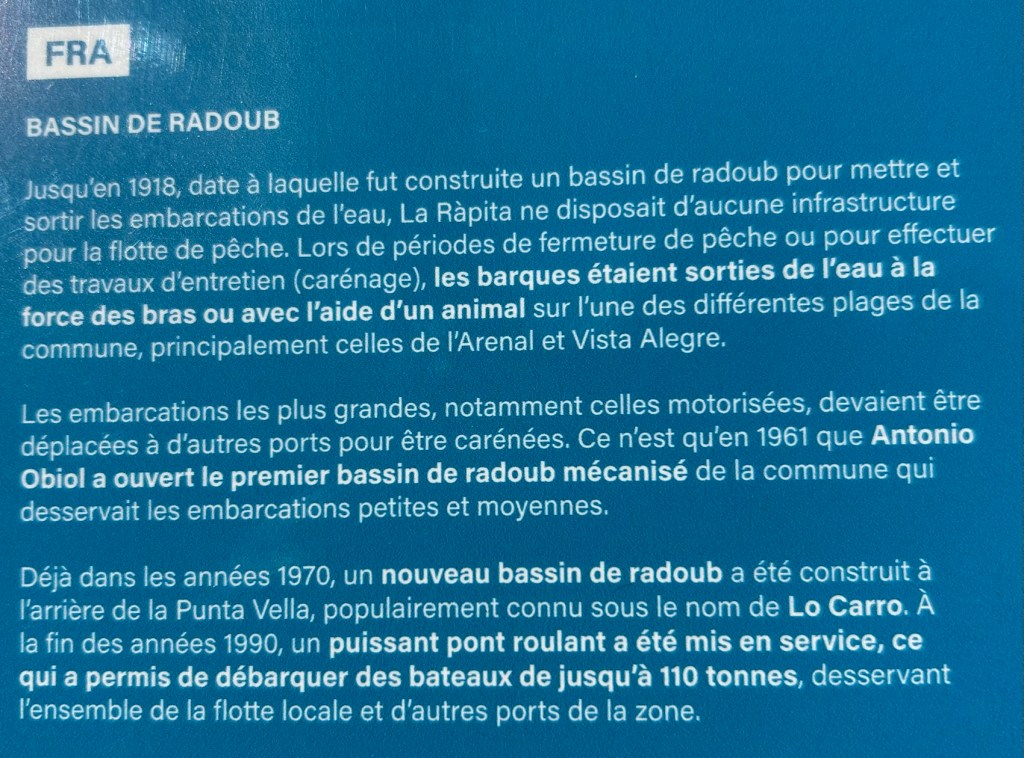 FRA
BASSIN DE RADOUB
Jusqu'en 1918, date à laquelle fut construite un bassin de radoub pour mettre et
sortir les embarcations de l'eau, La Ràpita ne disposait d'aucune infrastructure
pour la flotte de pêche. Lors de périodes de fermeture de pêche ou pour effectuer
des travaux d'entretien (carénage), les barques étaient sorties de l'eau à la
force des bras ou avec l'aide d'un animal sur l'une des différentes plages de la
commune, principalement celles de l'Arenal et Vista Alegre.
Les embarcations les plus grandes, notamment celles motorisées, devaient être
déplacées à d'autres ports pour être carénées. Ce n'est qu'en 1961 que Antonio
Obiol a ouvert le premier bassin de radoub mécanisé de la commune qui
desservait les embarcations petites et moyennes.
Déjà dans les années 1970, un nouveau bassin de radoub a été construit à
l'arrière de la Punta Vella, populairement connu sous le nom de Lo Carro. À
la fin des années 1990, un puissant pont roulant a été mis en service, ce
qui a permis de débarquer des bateaux de jusqu'à 110 tonnes, desservant
l'ensemble de la flotte locale et d'autres ports de la zone.